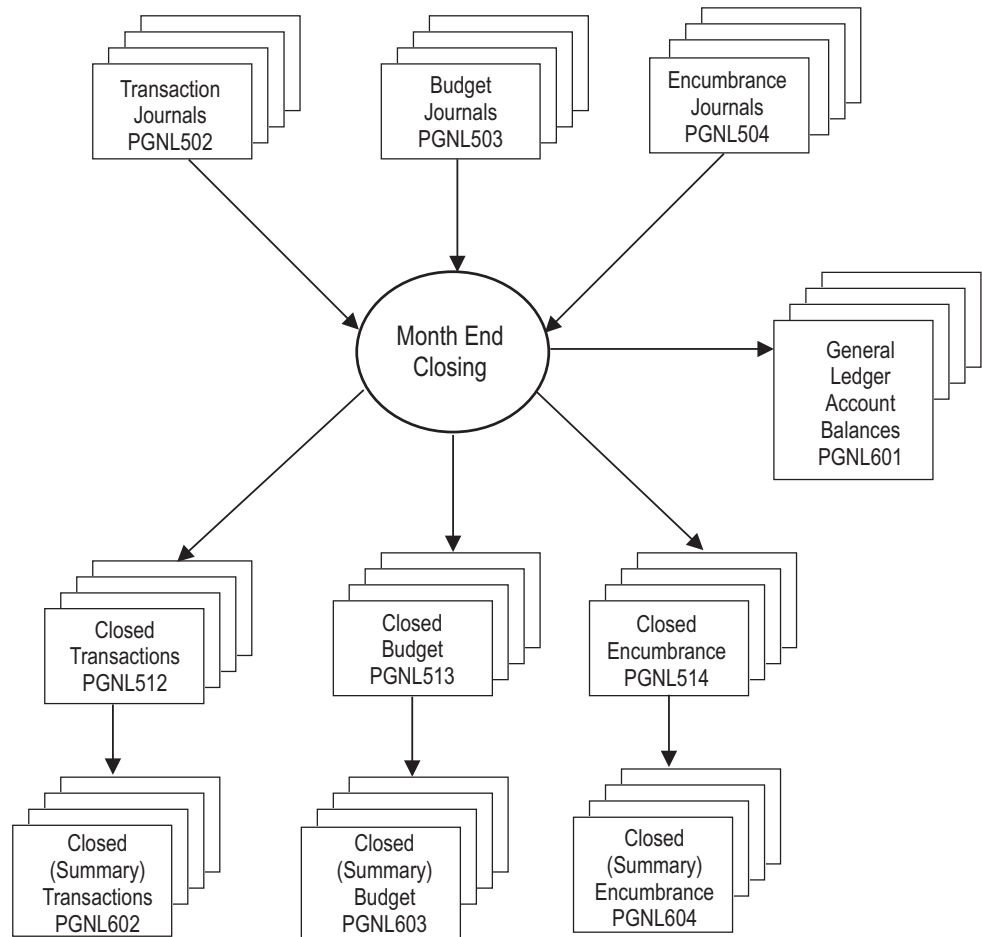 Transaction
Journals
PGNL502
Budget
Journals
PGNL503
Encumbrance
Journals
PGNL504
Month End
Closing
General
Ledger
Account
Balances
PGNL601
Closed
Transactions
PGNL512
Closed
Budget
PGNL513
Closed
Encumbrance
PGNL514
Closed
(Summary)
Transactions
PGNL602
Closed
(Summary)
Budget
PGNL603
Closed
(Summary)
Encumbrance
PGNL604